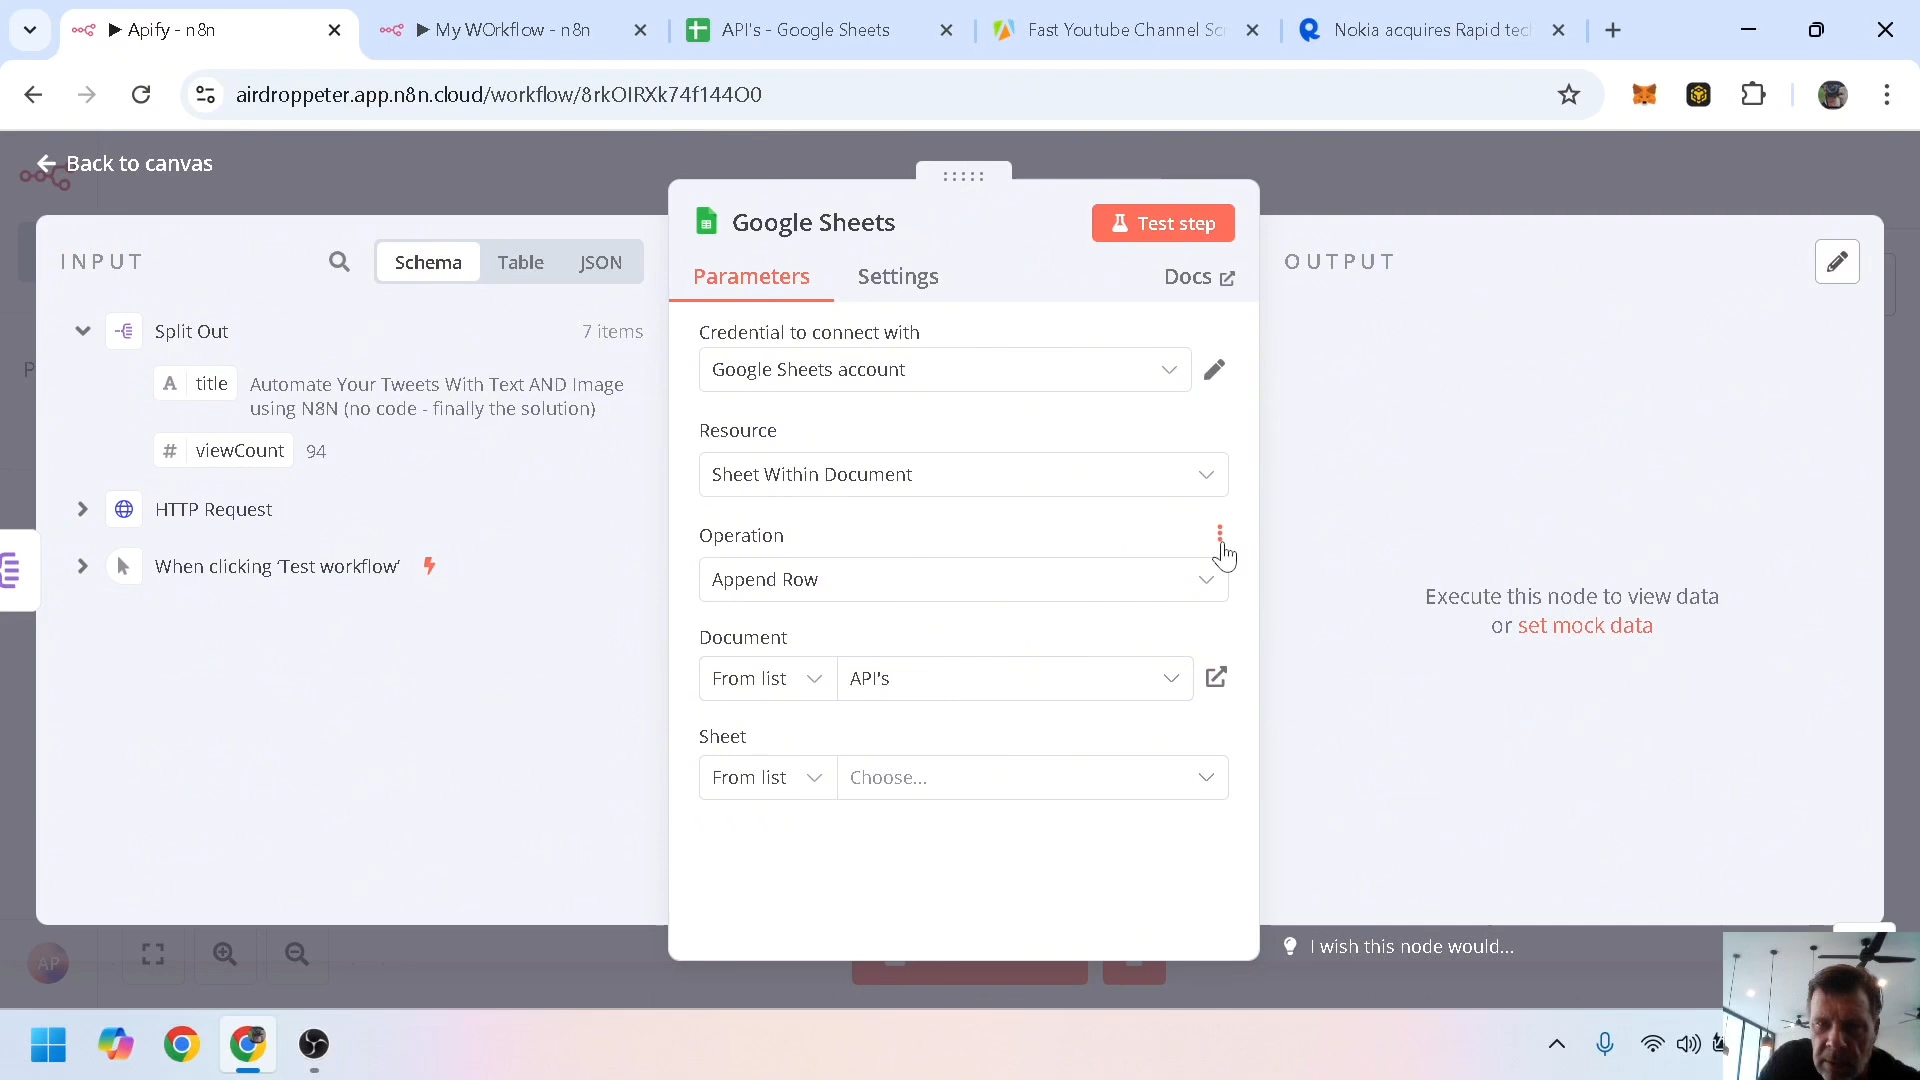 ▶ Apify - n8n
▶ My WOrkflow - n8n
API's - Google Sheets
Fast Youtube Channel Scr
Nokia acquires Rapid tech
airdroppeter.app.n8n.cloud/workflow/8rkOIRXk74f144O0
Back to canvas
Google Sheets
Test step
INPUT
Schema
Table
JSON
Parameters
Settings
Docs
OUTPUT
Split Out
7 items
A title Automate Your Tweets With Text AND Image
using N8N (no code - finally the solution)
# viewCount 94
HTTP Request
When clicking ‘Test workflow’
Credential to connect with
Google Sheets account
Resource
Sheet Within Document
Operation
Append Row
Document
From list
API's
Sheet
From list
Choose...
Execute this node to view data
or set mock data
AP
I wish this node would...